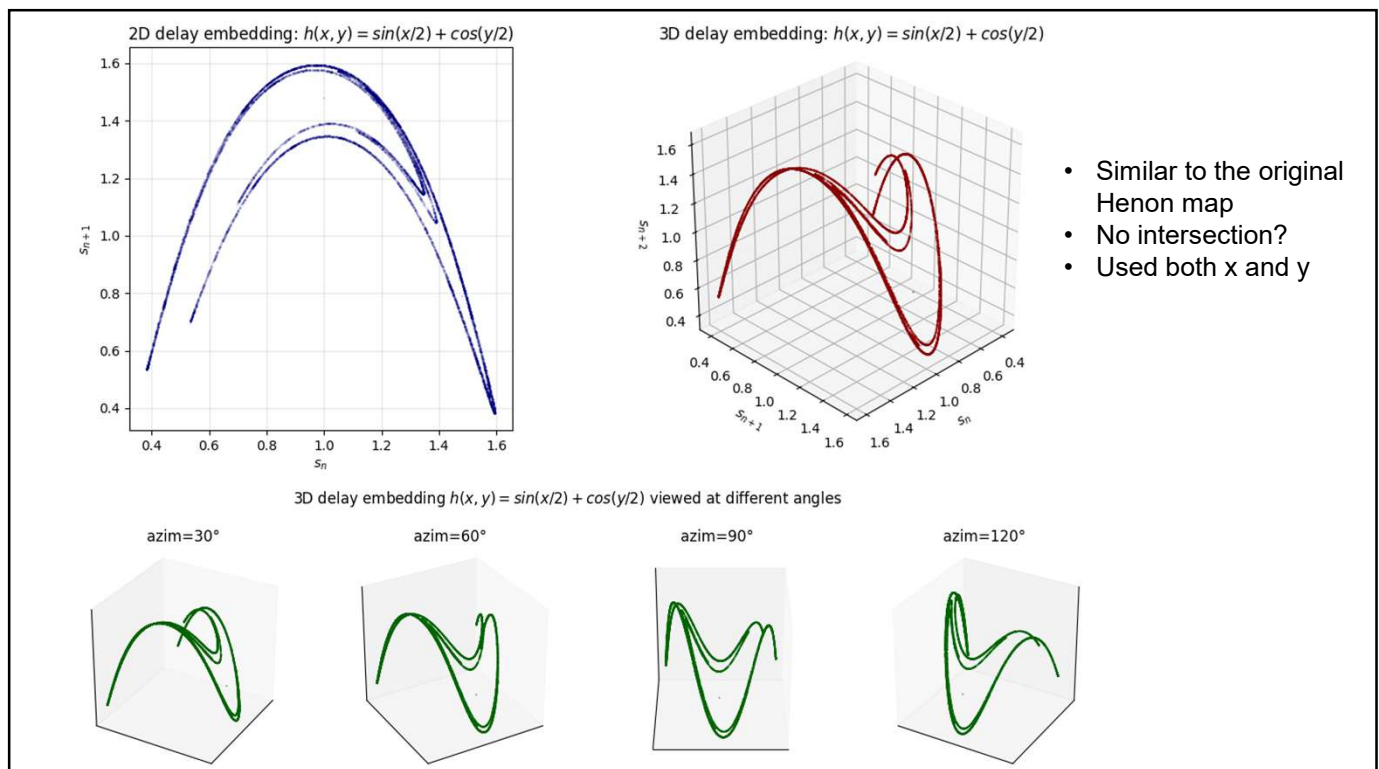 2D delay embedding: h(x, y) = sin(x/2) + cos(y/2)
1.6
1.4
1.2
1.0
0.8
0.6
0.4
s_{n+1}
0.4 0.6 0.8 1.0 1.2 1.4 1.6
s_n
3D delay embedding: h(x, y) = sin(x/2) + cos(y/2)
1.6
1.4
1.2
1.0
0.8
0.6
0.4
s_{n+2}
0.4
0.6
0.8
1.0
1.2
1.4
1.6
s_{n+1}
1.6
1.4
1.2
1.0
0.8
0.6
0.4
s_n
• Similar to the original
Henon map
• No intersection?
• Used both x and y
3D delay embedding h(x, y) = sin(x/2) + cos(y/2) viewed at different angles
azim=30°
azim=60°
azim=90°
azim=120°